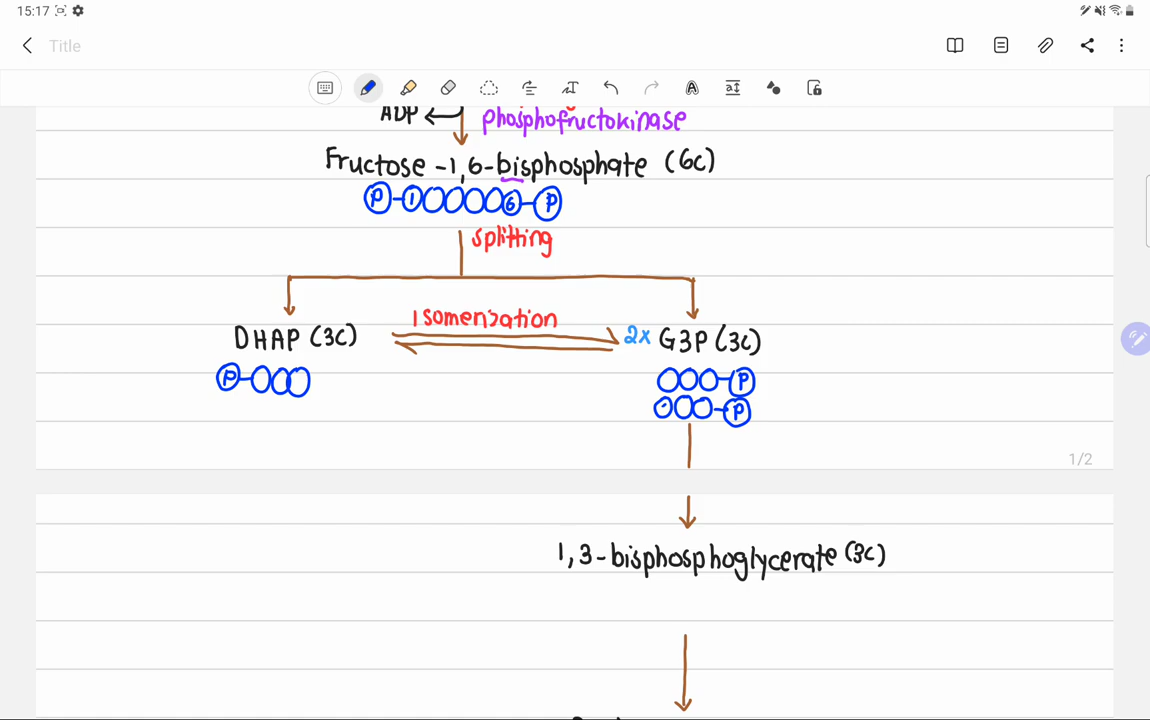 15:17
Title
ADP phosphofructokinase
Fructose -1,6-bisphosphate (6c)
P 1 6 P
splitting
Isomerization
DHAP (3c) 2x G3P (3c)
P P
P
1/2
1,3-bisphosphoglycerate (3c)